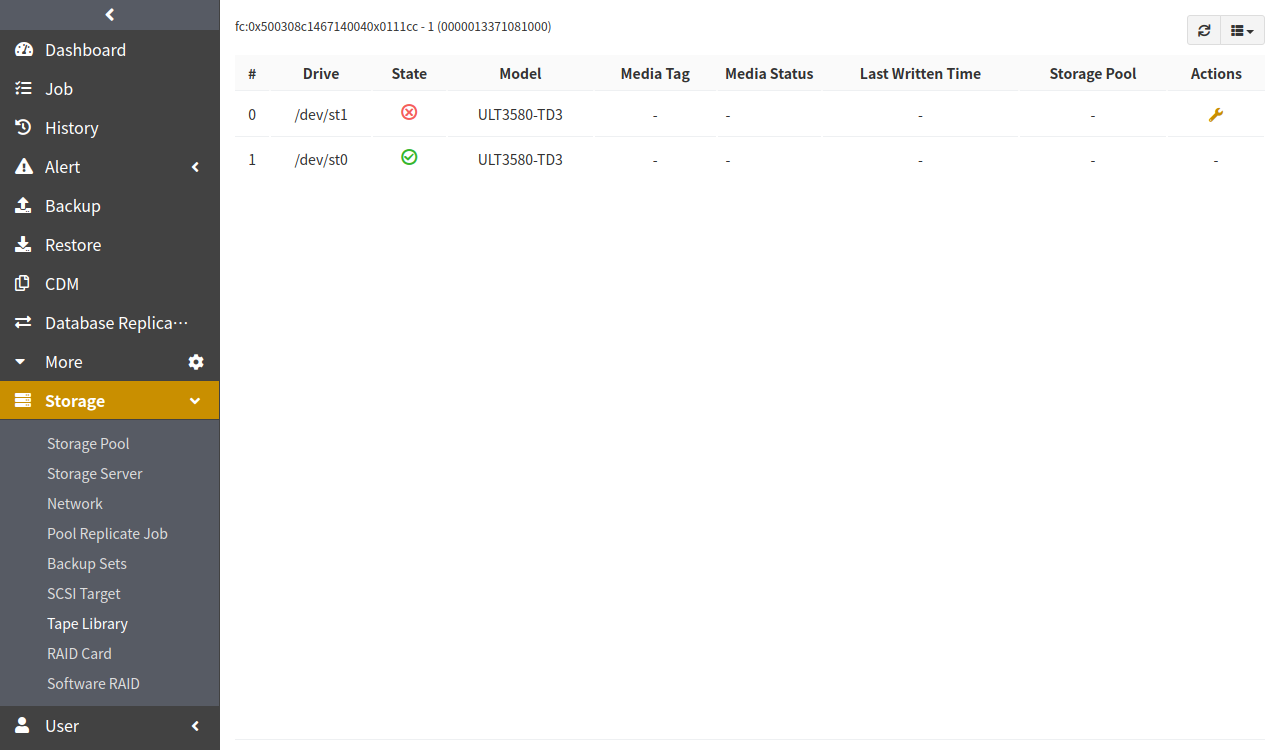 Dashboard
Job
History
Alert
Backup
Restore
CDM
Database Replica···
More
Storage
Storage Pool
Storage Server
Network
Pool Replicate Job
Backup Sets
SCSI Target
Tape Library
RAID Card
Software RAID
User
fc:0x500308c1467140040x0111cc - 1 (0000013371081000)
# Drive State Model Media Tag Media Status Last Written Time Storage Pool Actions
0 /dev/st1 ULT3580-TD3 - - - -
1 /dev/st0 ULT3580-TD3 - - - - -